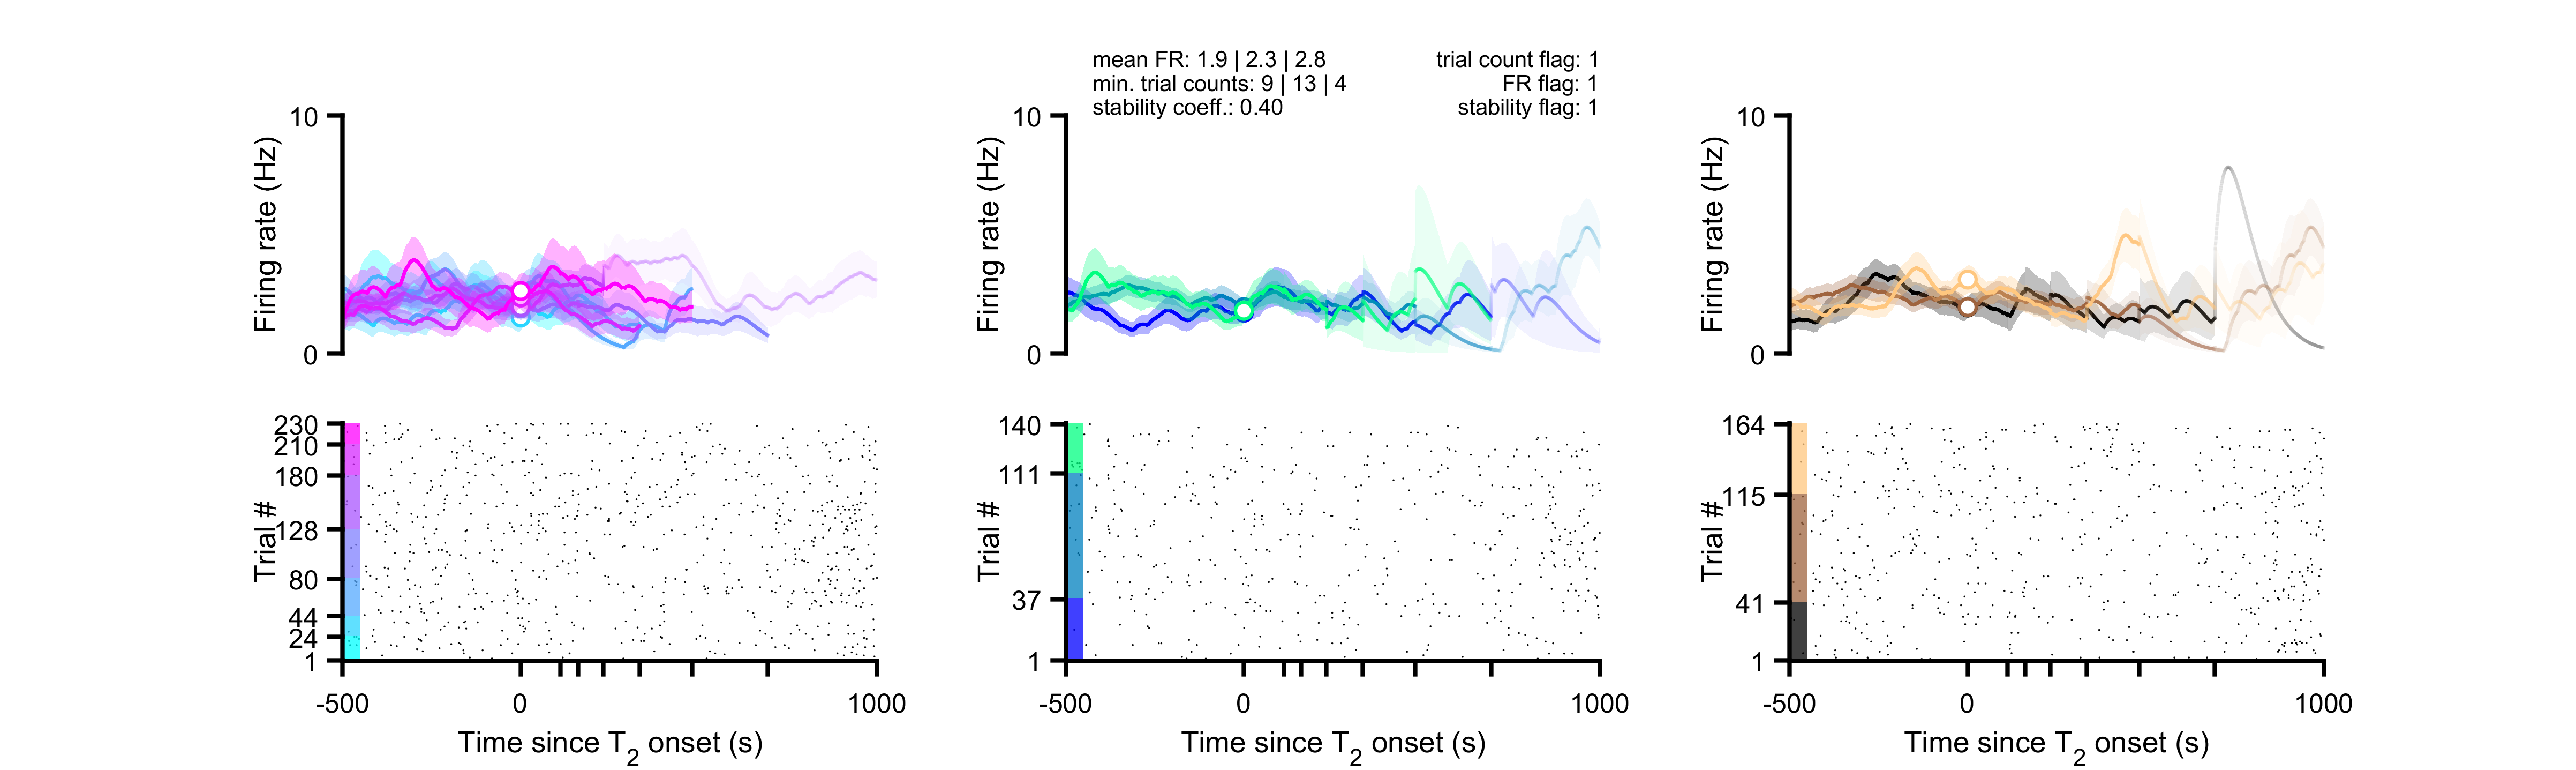 mean FR: 1.9 | 2.3 | 2.8
min. trial counts: 9 | 13 | 4
stability coeff.: 0.40
trial count flag: 1
FR flag: 1
stability flag: 1
10
Firing rate (Hz)
0
10
Firing rate (Hz)
0
10
Firing rate (Hz)
0
230
210
180
128
80
44
24
1
Trial #
-500 0 1000
Time since T2 onset (s)
140
111
37
1
Trial #
-500 0 1000
Time since T2 onset (s)
164
115
41
1
Trial #
-500 0 1000
Time since T2 onset (s)